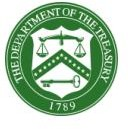 THE DEPARTMENT OF THE TREASURY
1789